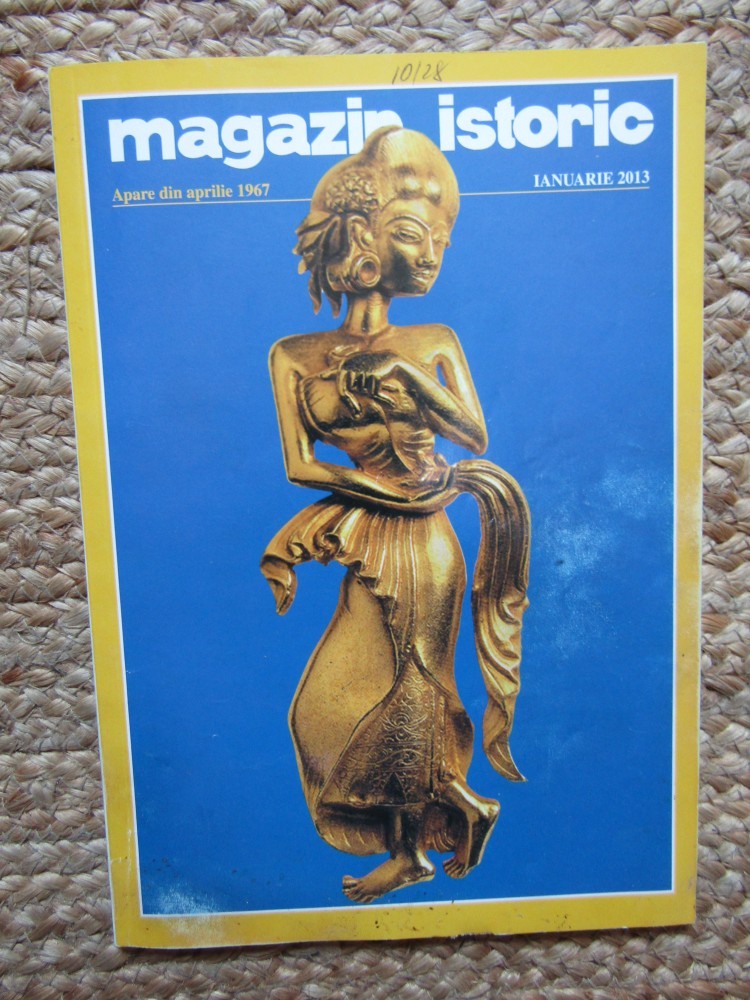 10/28
magazin istoric
Apare din aprilie 1967
IANUARIE 2013